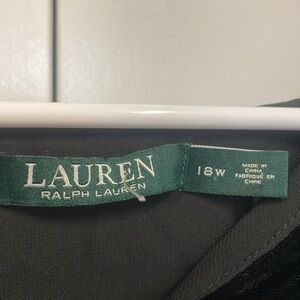 LAUREN
RALPH LAUREN
18W
MADE IN
CHINA
FABRIQUÉ EN
CHINE